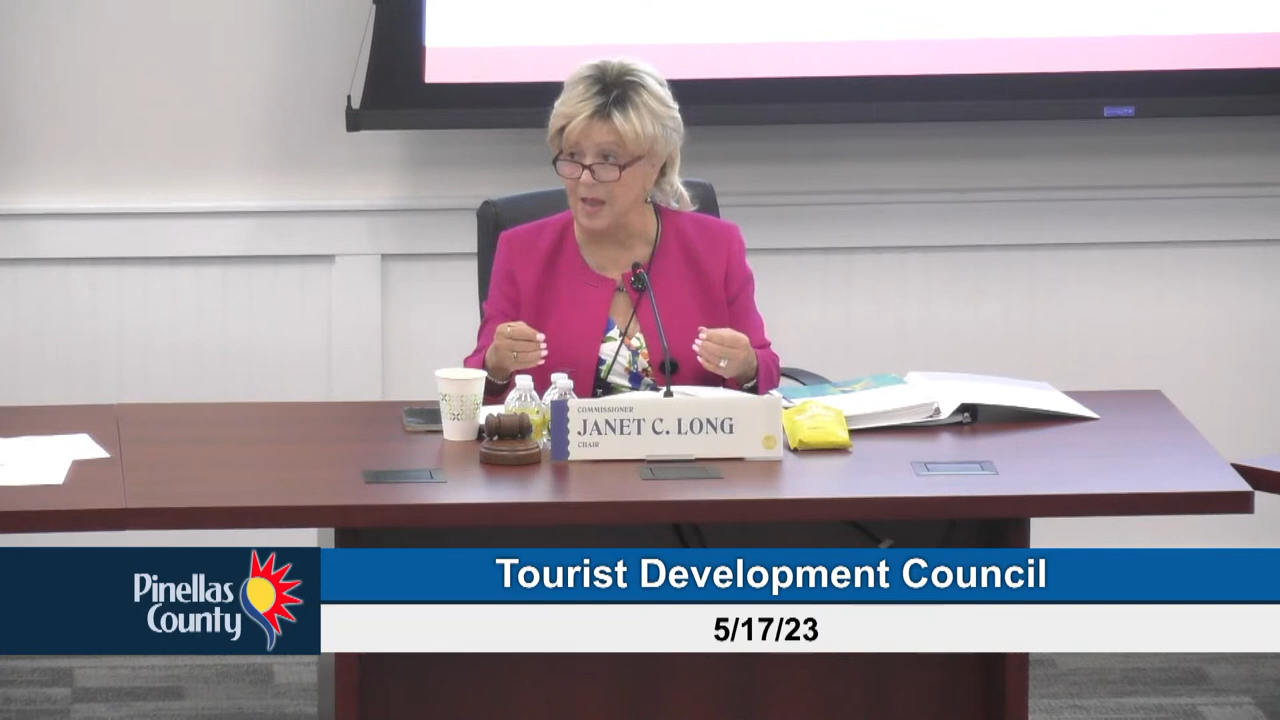 COMMISSIONER
JANET C. LONG
CHAIR
Pinellas
County
Tourist Development Council
5/17/23